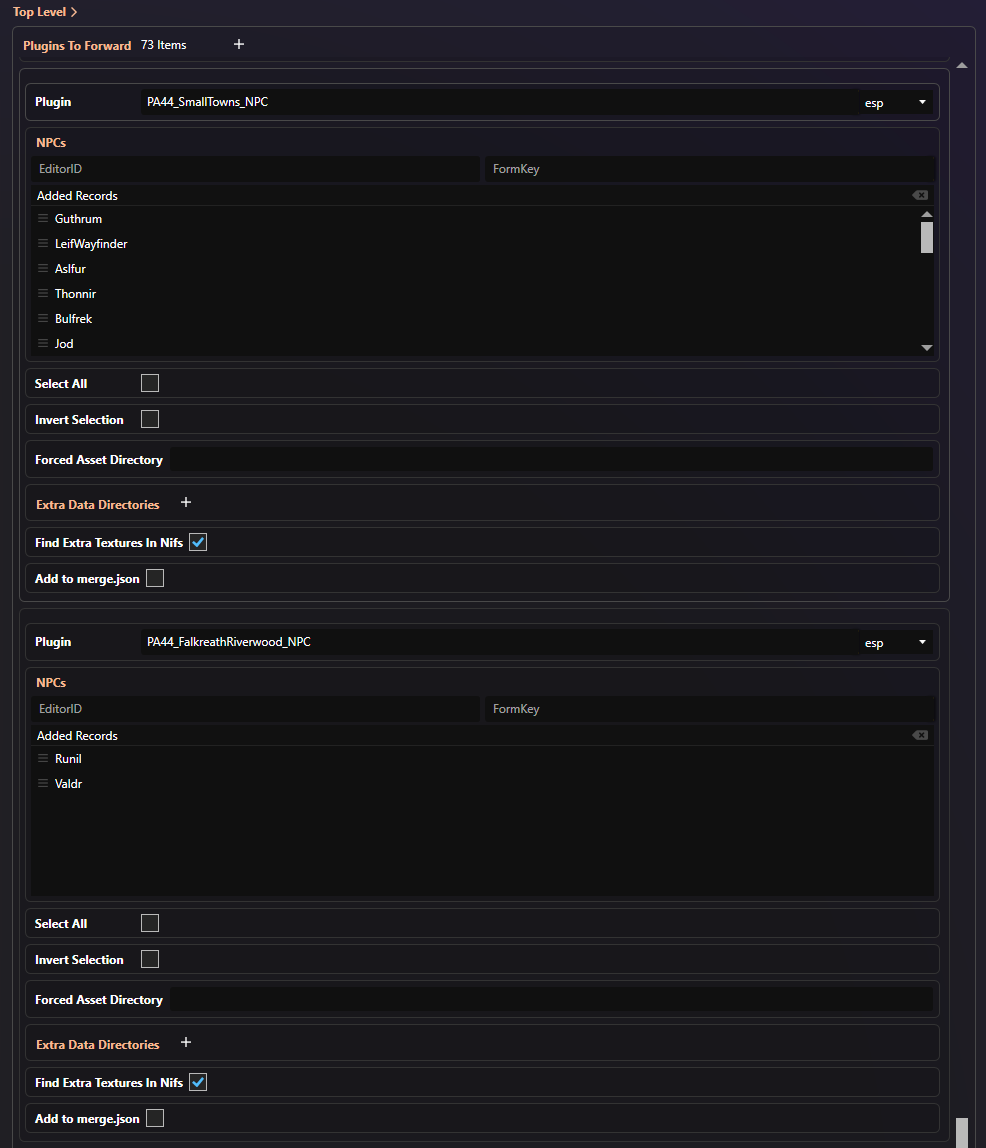 Top Level >
Plugins To Forward 73 Items +
Plugin PA44_SmallTowns_NPC esp
NPCs
EditorID FormKey
Added Records
Guthrum
LeifWayfinder
Aslfur
Thonnir
Bulfrek
Jod
Select All
Invert Selection
Forced Asset Directory
Extra Data Directories +
Find Extra Textures In Nifs
Add to merge.json
Plugin PA44_FalkreathRiverwood_NPC esp
NPCs
EditorID FormKey
Added Records
Runil
Valdr
Select All
Invert Selection
Forced Asset Directory
Extra Data Directories +
Find Extra Textures In Nifs
Add to merge.json